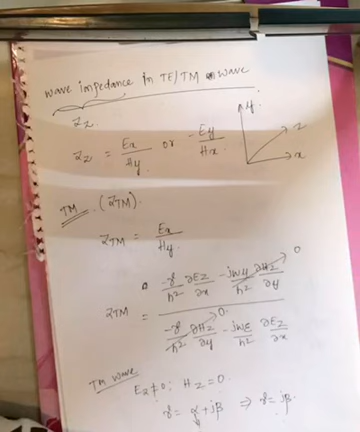 wave impedance in TE/TM wave
y
Zz
z
x
Zz = Ex/Hy or -Ey/Hx
TM (ZTM)
ZTM = Ex/Hy
ZTM = (-γ/h² ∂Ez/∂x - jωμ/h² ∂Hz/∂y → 0) / (-γ/h² ∂Hz/∂y → 0 - jωε/h² ∂Ez/∂x)
TM wave
Ez ≠ 0; Hz = 0
γ = α + jβ ⇒ γ = jβ